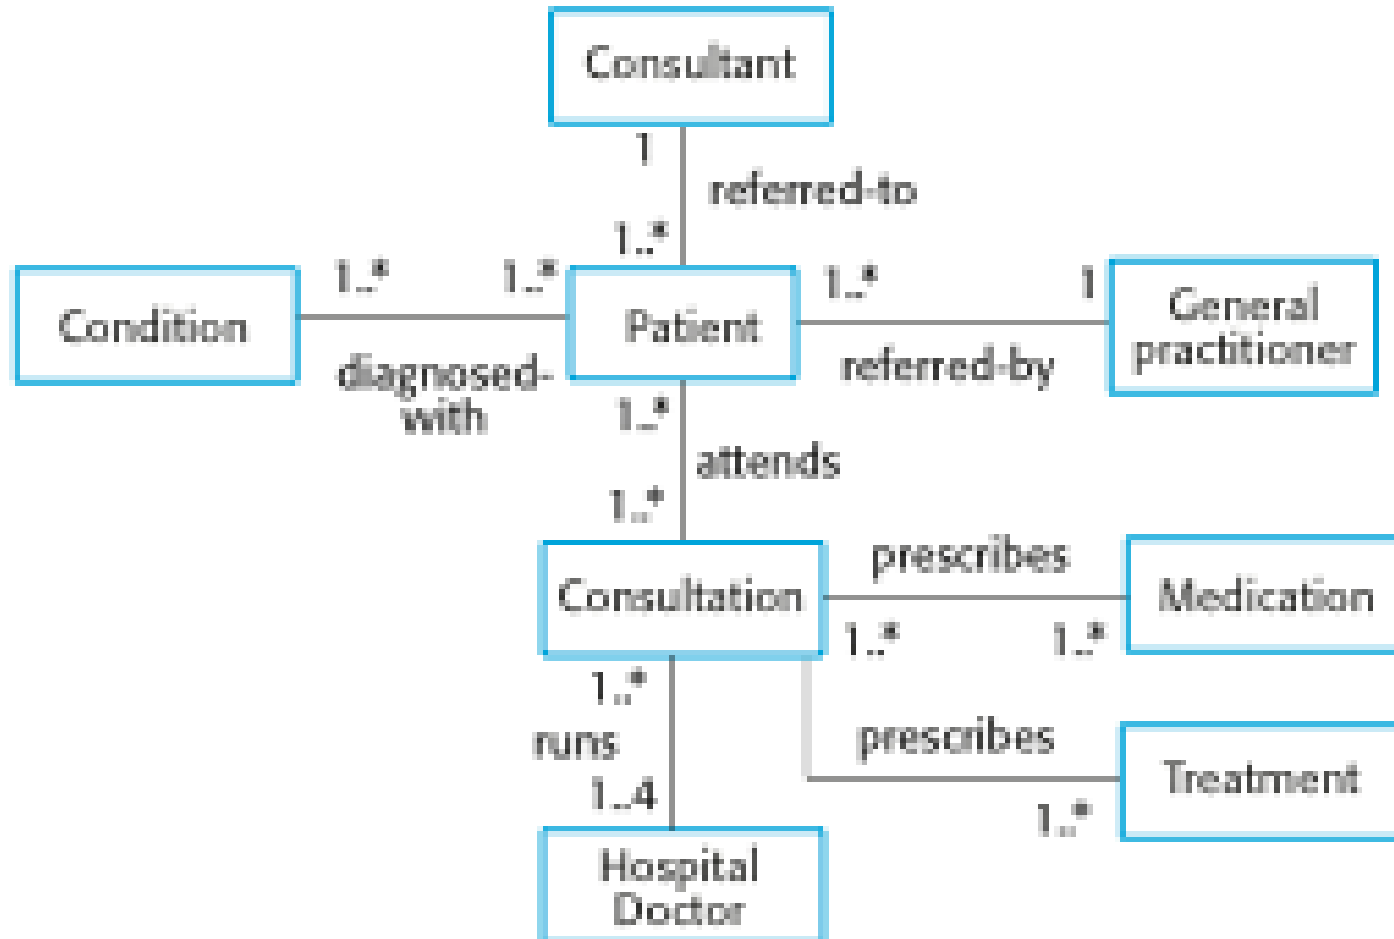 Consultant
1
referred-to
1..*
Condition
1..*
1..*
Patient
1..*
1
General
practitioner
diagnosed-
with
referred-by
1..*
attends
1..*
Consultation
prescribes
Medication
1..*
1..*
1..*
runs
prescribes
Treatment
1..4
1..*
Hospital
Doctor